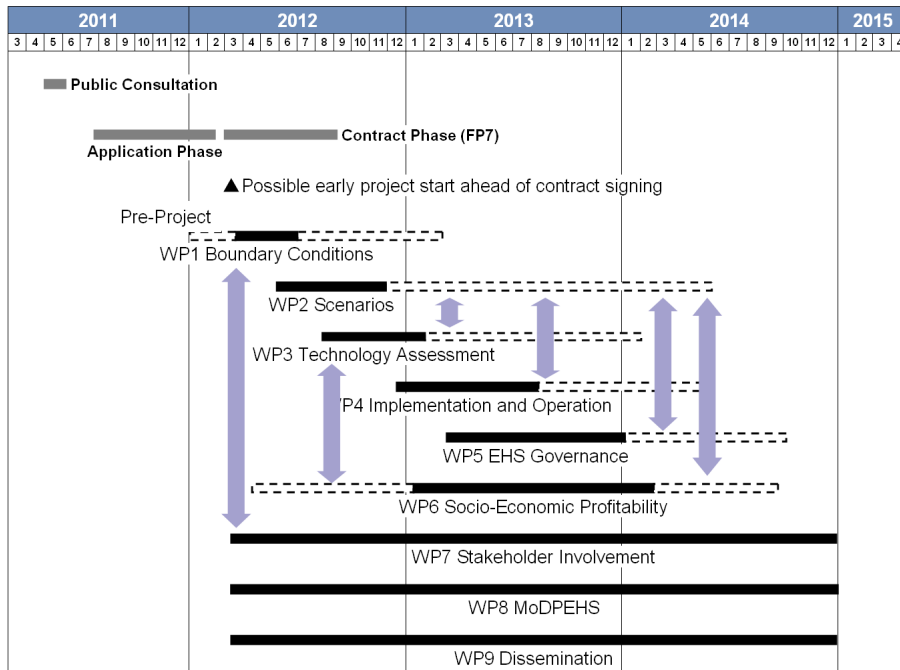 2011 2012 2013 2014 2015
3 4 5 6 7 8 9 10 11 12 1 2 3 4 5 6 7 8 9 10 11 12 1 2 3 4 5 6 7 8 9 10 11 12 1 2 3 4 5 6 7 8 9 10 11 12 1 2 3 4
Public Consultation
Contract Phase (FP7)
Application Phase
Possible early project start ahead of contract signing
Pre-Project
WP1 Boundary Conditions
WP2 Scenarios
WP3 Technology Assessment
WP4 Implementation and Operation
WP5 EHS Governance
WP6 Socio-Economic Profitability
WP7 Stakeholder Involvement
WP8 MoDPEHS
WP9 Dissemination